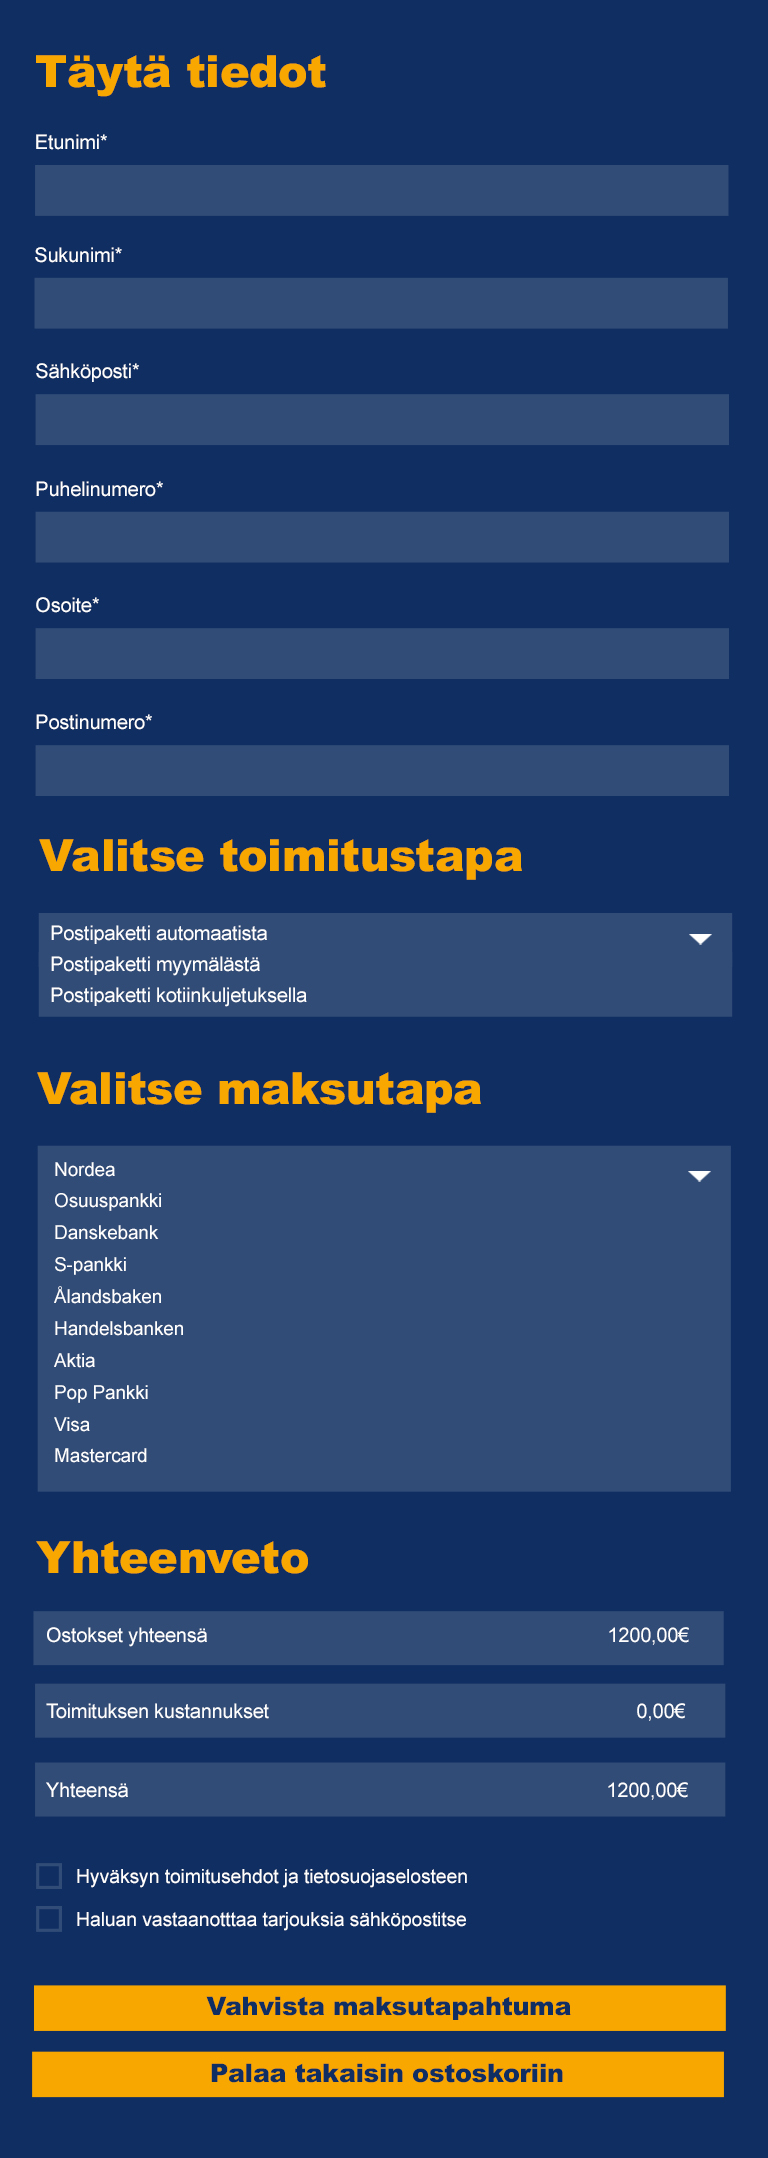 Täytä tiedot
Etunimi*
Sukunimi*
Sähköposti*
Puhelinumero*
Osoite*
Postinumero*
Valitse toimitustapa
Postipaketti automaatista
Postipaketti myymälästä
Postipaketti kotiinkuljetuksella
Valitse maksutapa
Nordea
Osuuspankki
Danskebank
S-pankki
Ålandsbaken
Handelsbanken
Aktia
Pop Pankki
Visa
Mastercard
Yhteenveto
Ostokset yhteensä 1200,00€
Toimituksen kustannukset 0,00€
Yhteensä 1200,00€
Hyväksyn toimitusehdot ja tietosuojaselosteen
Haluan vastaanotttaa tarjouksia sähköpostitse
Vahvista maksutapahtuma
Palaa takaisin ostoskoriin